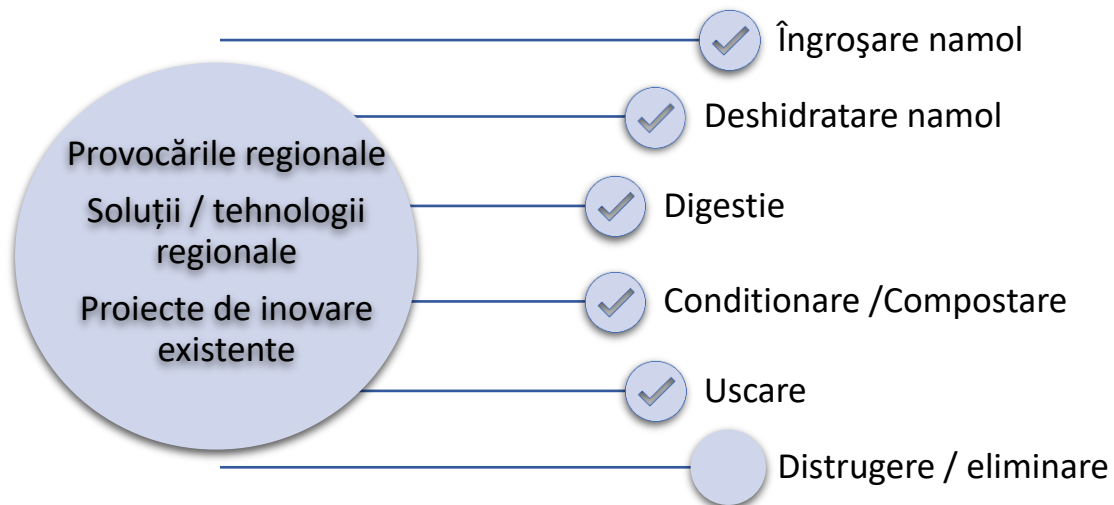 Îngroşare namol
Deshidratare namol
Provocările regionale
Soluții / tehnologii
regionale
Proiecte de inovare
existente
Digestie
Conditionare /Compostare
Uscare
Distrugere / eliminare